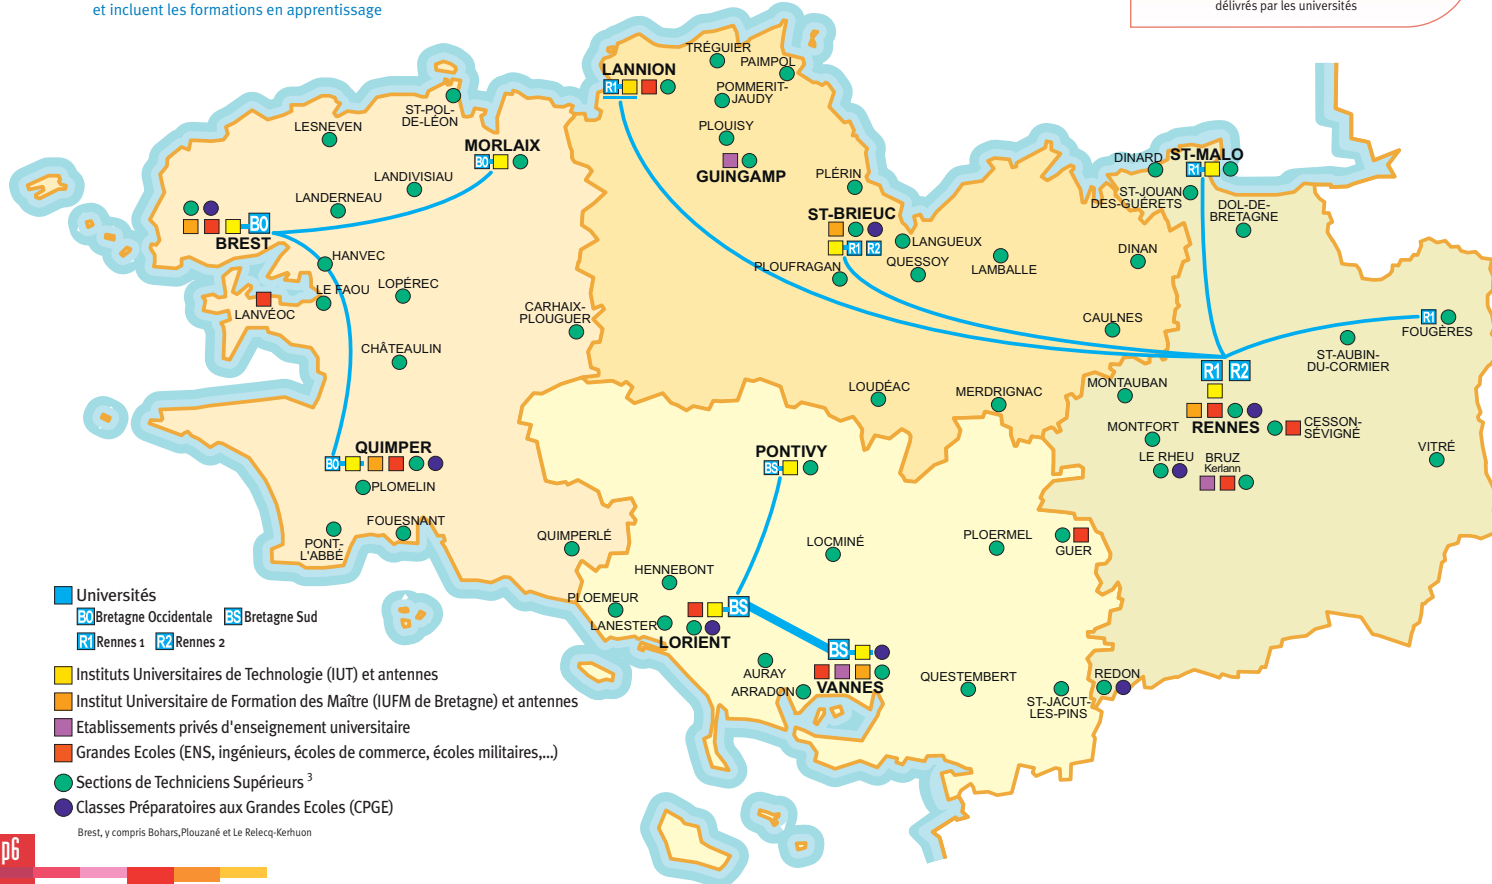 et incluent les formations en apprentissage
délivrés par les universités
TRÉGUIER
PAIMPOL
LANNION
R1
POMMERIT-
JAUDY
ST-POL-
DE-LÉON
LESNEVEN
PLOUISY
MORLAIX
BO
GUINGAMP
DINARD
ST-MALO
R1
LANDIVISIAU
PLÉRIN
ST-JOUAN
DES-GUÉRETS
DOL-DE-
BRETAGNE
LANDERNEAU
ST-BRIEUC
R1
R2
BO
BREST
LANGUEUX
QUESSOY
LAMBALLE
DINAN
HANVEC
PLOUFRAGAN
LE FAOU
LOPÉREC
LANVÉOC
CARHAIX-
PLOUGUER
CAULNES
R1
FOUGÈRES
CHÂTEAULIN
ST-AUBIN-
DU-CORMIER
R1
R2
LOUDÉAC
MERDRIGNAC
MONTAUBAN
MONTFORT
RENNES
CESSON-
SÉVIGNÉ
QUIMPER
BO
PONTIVY
BS
LE RHEU
BRUZ
Kerlann
VITRÉ
PLOMELIN
FOUESNANT
PONT-
L'ABBÉ
QUIMPERLÉ
LOCMINÉ
PLOERMEL
GUER
HENNEBONT
PLOEMEUR
LANESTER
BS
LORIENT
BS
AURAY
ARRADON
VANNES
QUESTEMBERT
ST-JACUT-
LES-PINS
REDON
Universités
BO Bretagne Occidentale BS Bretagne Sud
R1 Rennes 1 R2 Rennes 2
Instituts Universitaires de Technologie (IUT) et antennes
Institut Universitaire de Formation des Maître (IUFM de Bretagne) et antennes
Etablissements privés d'enseignement universitaire
Grandes Ecoles (ENS, ingénieurs, écoles de commerce, écoles militaires,...)
Sections de Techniciens Supérieurs 3
Classes Préparatoires aux Grandes Ecoles (CPGE)
Brest, y compris Bohars,Plouzané et Le Relecq-Kerhuon
p6